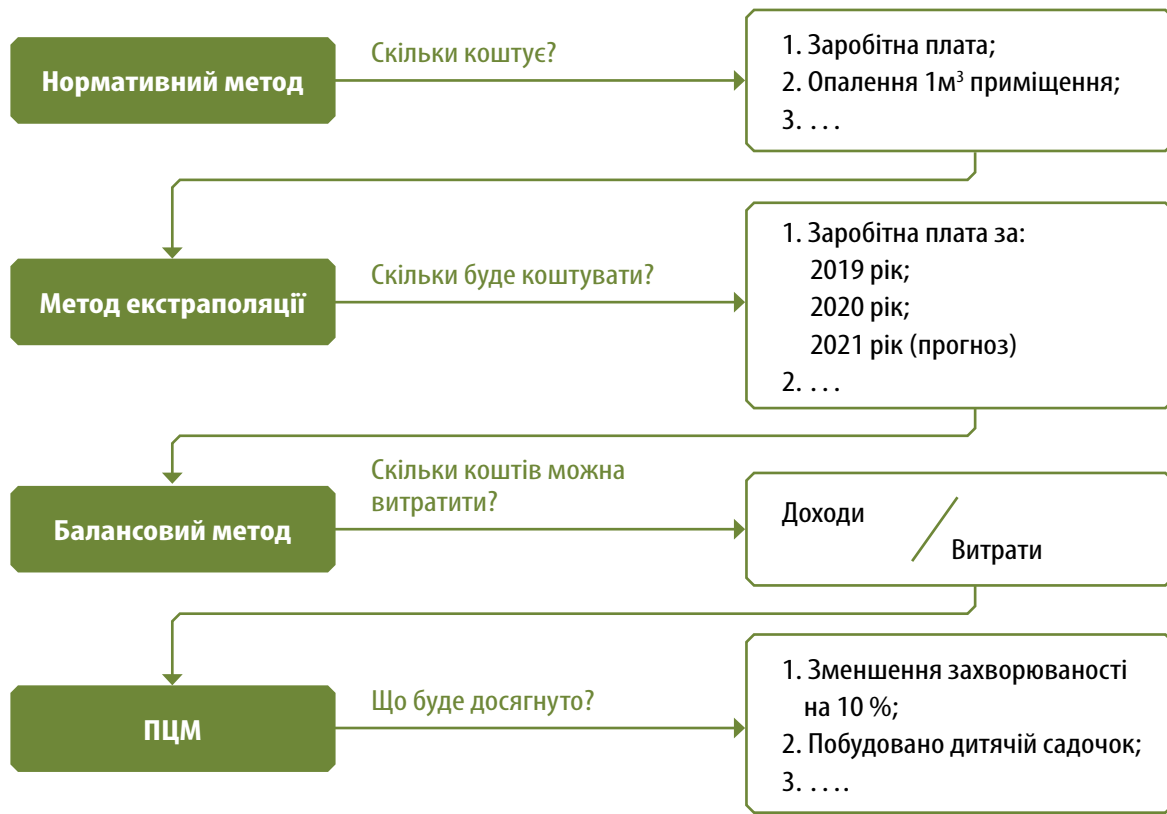 Нормативний метод
Скільки коштує?
1. Заробітна плата;
2. Опалення 1м³ приміщення;
3. . . .
Метод екстраполяції
Скільки буде коштувати?
1. Заробітна плата за:
2019 рік;
2020 рік;
2021 рік (прогноз)
2. . . .
Балансовий метод
Скільки коштів можна
витратити?
Доходи
Витрати
ПЦМ
Що буде досягнуто?
1. Зменшення захворюваності
на 10 %;
2. Побудовано дитячій садочок;
3. . . . .